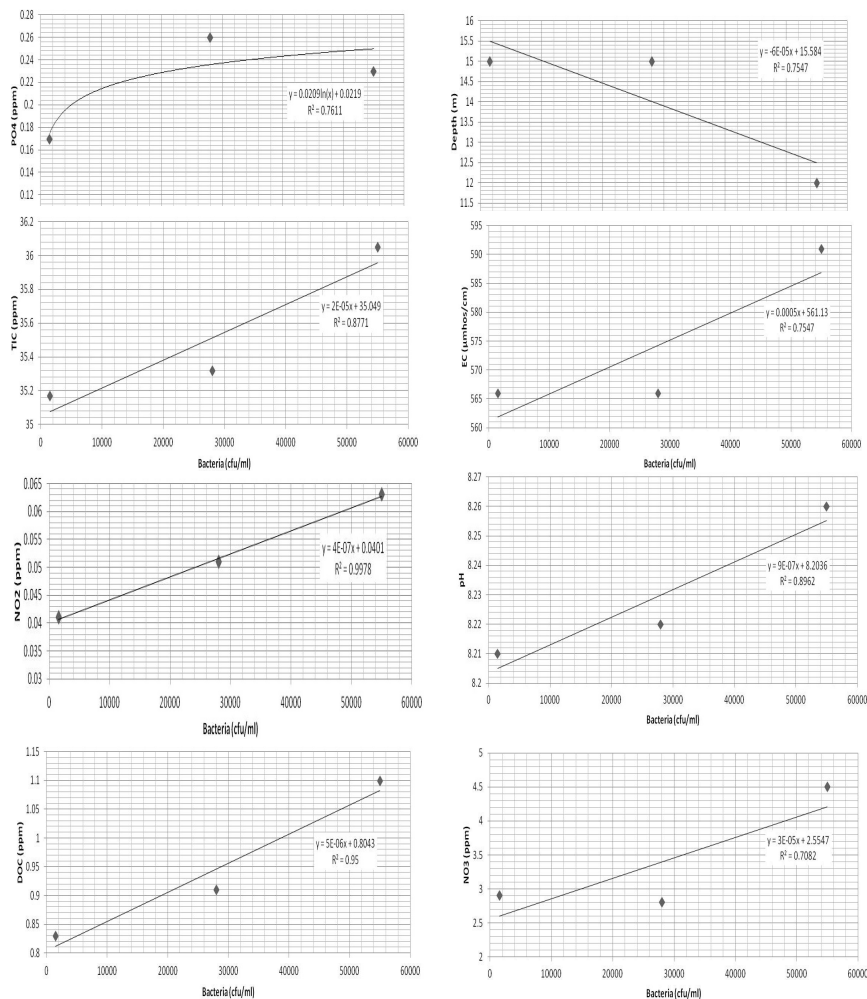 PO4 (ppm)
0.28
0.26
0.24
0.22
0.2
0.18
0.16
0.14
0.12
y = 0.0209ln(x) + 0.0219
R² = 0.7611
Depth (m)
16
15.5
15
14.5
14
13.5
13
12.5
12
11.5
y = -6E-05x + 15.584
R² = 0.7547
TIC (ppm)
36.2
36
35.8
35.6
35.4
35.2
35
y = 2E-05x + 35.049
R² = 0.8771
0 10000 20000 30000 40000 50000 60000
Bacteria (cfu/ml)
EC (µmhos/cm)
595
590
585
580
575
570
565
560
y = 0.0005x + 561.13
R² = 0.7547
0 10000 20000 30000 40000 50000 60000
Bacteria (cfu/ml)
NO2 (ppm)
0.065
0.06
0.055
0.05
0.045
0.04
0.035
0.03
y = 4E-07x + 0.0401
R² = 0.9978
0 10000 20000 30000 40000 50000 60000
Bacteria (cfu/ml)
pH
8.27
8.26
8.25
8.24
8.23
8.22
8.21
8.2
y = 9E-07x + 8.2036
R² = 0.8962
0 10000 20000 30000 40000 50000 60000
Bacteria (cfu/ml)
DOC (ppm)
1.15
1.1
1.05
1
0.95
0.9
0.85
0.8
y = 5E-06x + 0.8043
R² = 0.95
0 10000 20000 30000 40000 50000 60000
Bacteria (cfu/ml)
NO3 (ppm)
5
4.5
4
3.5
3
2.5
2
y = 3E-05x + 2.5547
R² = 0.7082
0 10000 20000 30000 40000 50000 60000
Bacteria (cfu/ml)